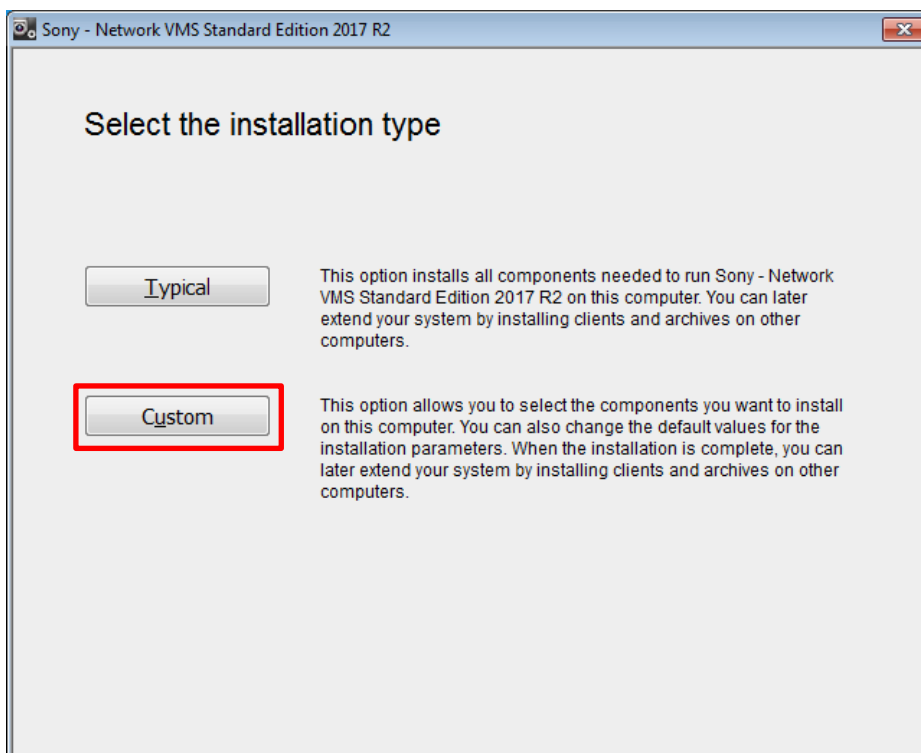 Sony - Network VMS Standard Edition 2017 R2
Select the installation type
Typical
This option installs all components needed to run Sony - Network
VMS Standard Edition 2017 R2 on this computer. You can later
extend your system by installing clients and archives on other
computers.
Custom
This option allows you to select the components you want to install
on this computer. You can also change the default values for the
installation parameters. When the installation is complete, you can
later extend your system by installing clients and archives on other
computers.